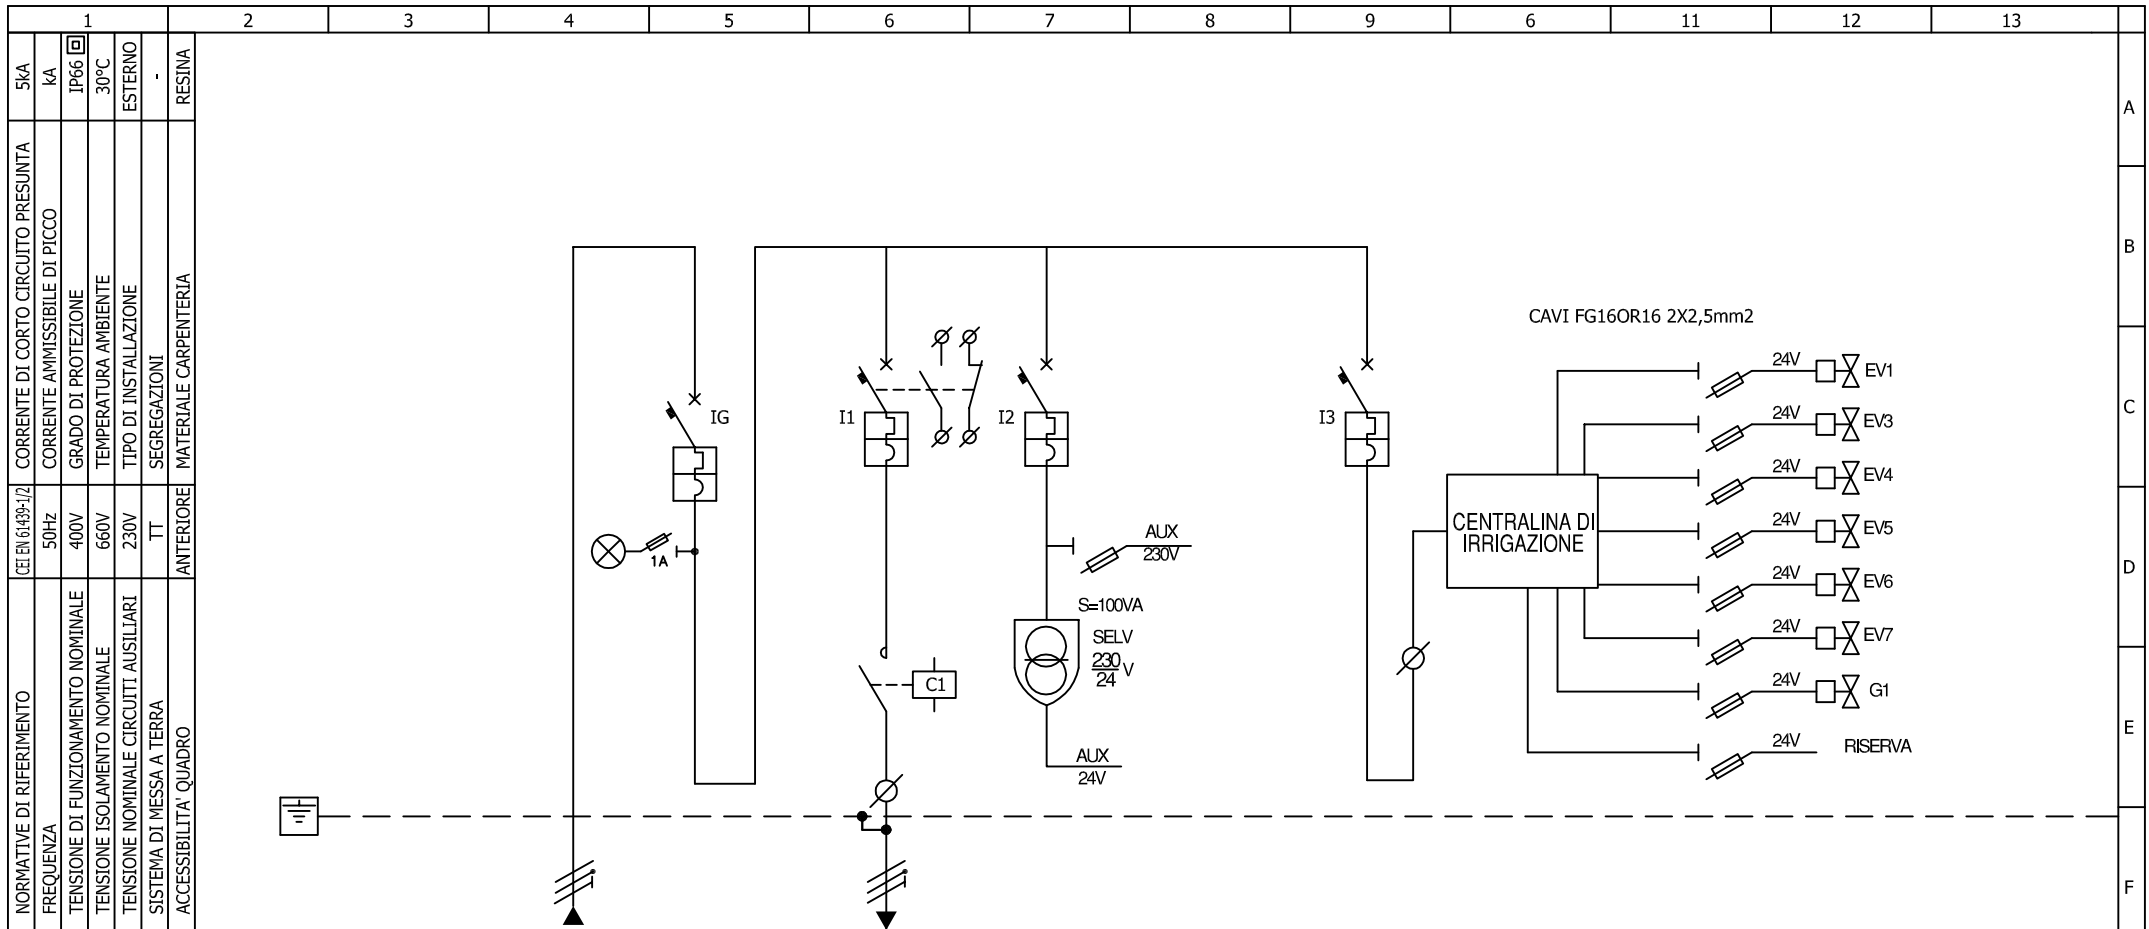 1 2 3 4 5 6 7 8 9 6 11 12 13
A
B
C
D
E
F
NORMATIVE DI RIFERIMENTO CEI EN 61439-1/2 CORRENTE DI CORTO CIRCUITO PRESUNTA 5kA
FREQUENZA 50Hz CORRENTE AMMISSIBILE DI PICCO kA
TENSIONE DI FUNZIONAMENTO NOMINALE 400V GRADO DI PROTEZIONE IP66
TENSIONE ISOLAMENTO NOMINALE 660V TEMPERATURA AMBIENTE 30°C
TENSIONE NOMINALE CIRCUITI AUSILIARI 230V TIPO DI INSTALLAZIONE ESTERNO
SISTEMA DI MESSA A TERRA TT SEGREGAZIONI -
ACCESSIBILITA' QUADRO ANTERIORE MATERIALE CARPENTERIA RESINA
IG
1A
I1
C1
I2
AUX
230V
S=100VA
SELV
230
24 V
AUX
24V
I3
CENTRALINA DI
IRRIGAZIONE
CAVI FG16OR16 2X2,5mm2
24V EV1
24V EV3
24V EV4
24V EV5
24V EV6
24V EV7
24V G1
24V RISERVA